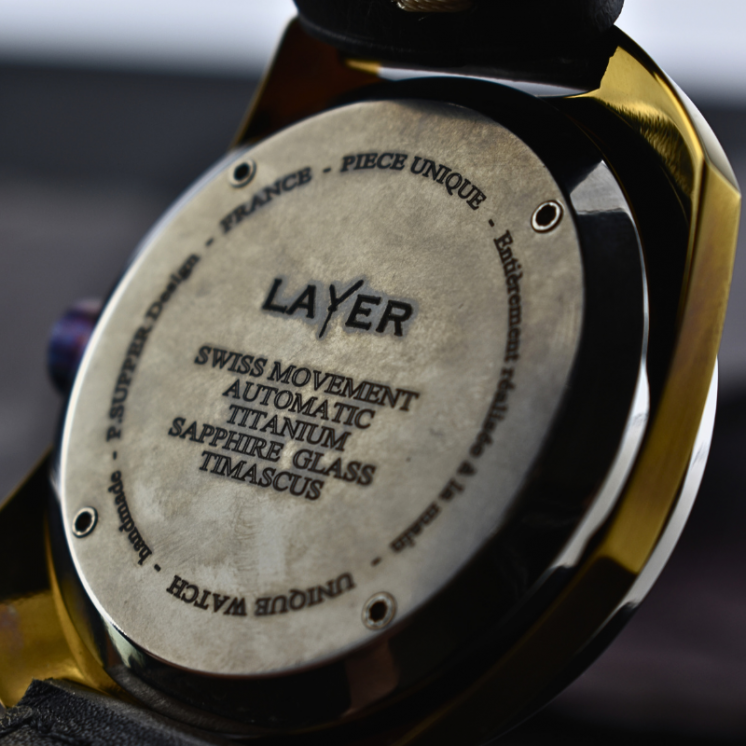 LAYER
SWISS MOVEMENT
AUTOMATIC
TITANIUM
SAPPHIRE GLASS
TIMASCUS
PIECE UNIQUE - Entièrement réalisée à la main - UNIQUE WATCH - handmade - P.SUFFER Design - FRANCE -